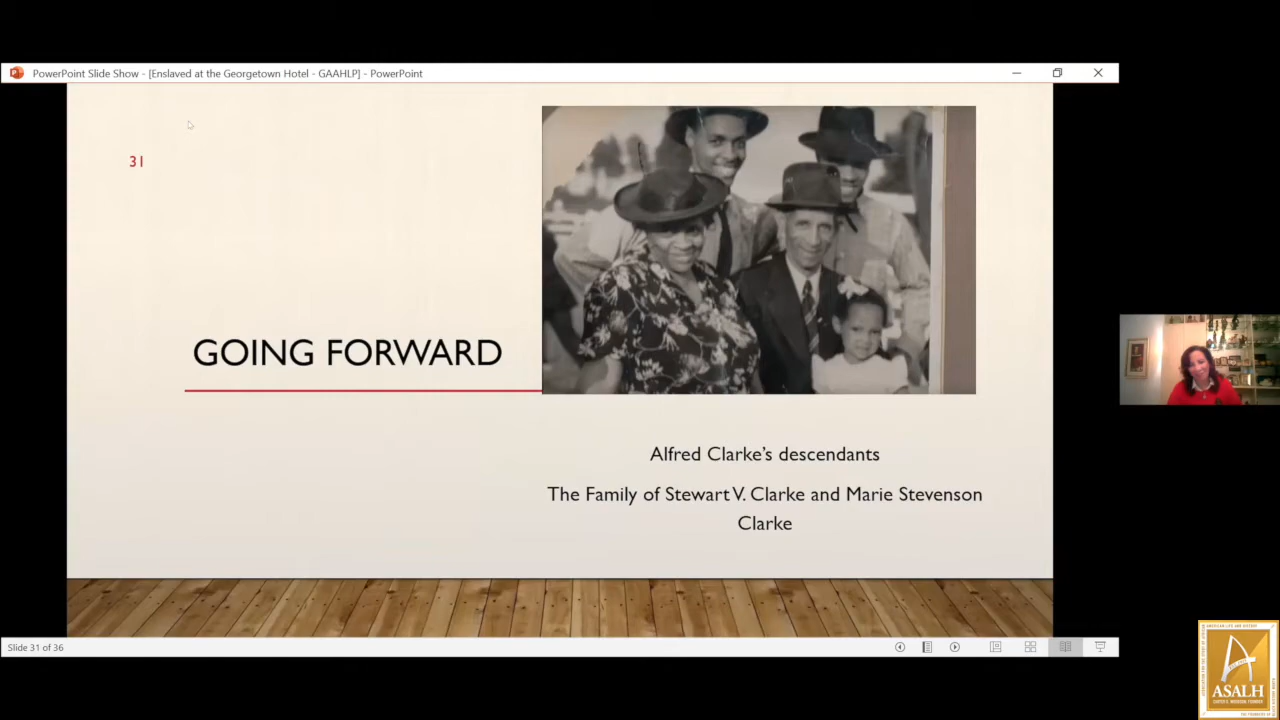 PowerPoint Slide Show - [Enslaved at the Georgetown Hotel - GAAHLP] - PowerPoint
31
GOING FORWARD
Alfred Clarke's descendants
The Family of Stewart V. Clarke and Marie Stevenson
Clarke
Slide 31 of 36
ASALH